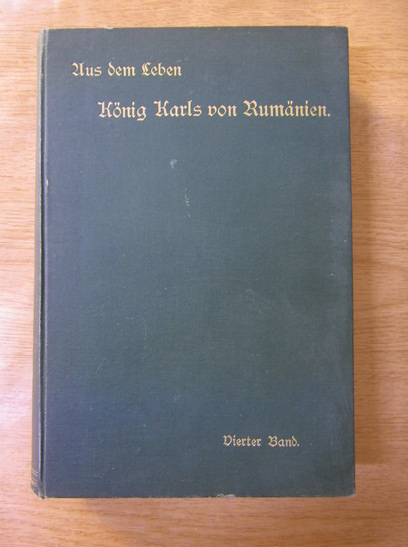 Aus dem Leben
König Karls von Rumänien.
Vierter Band.